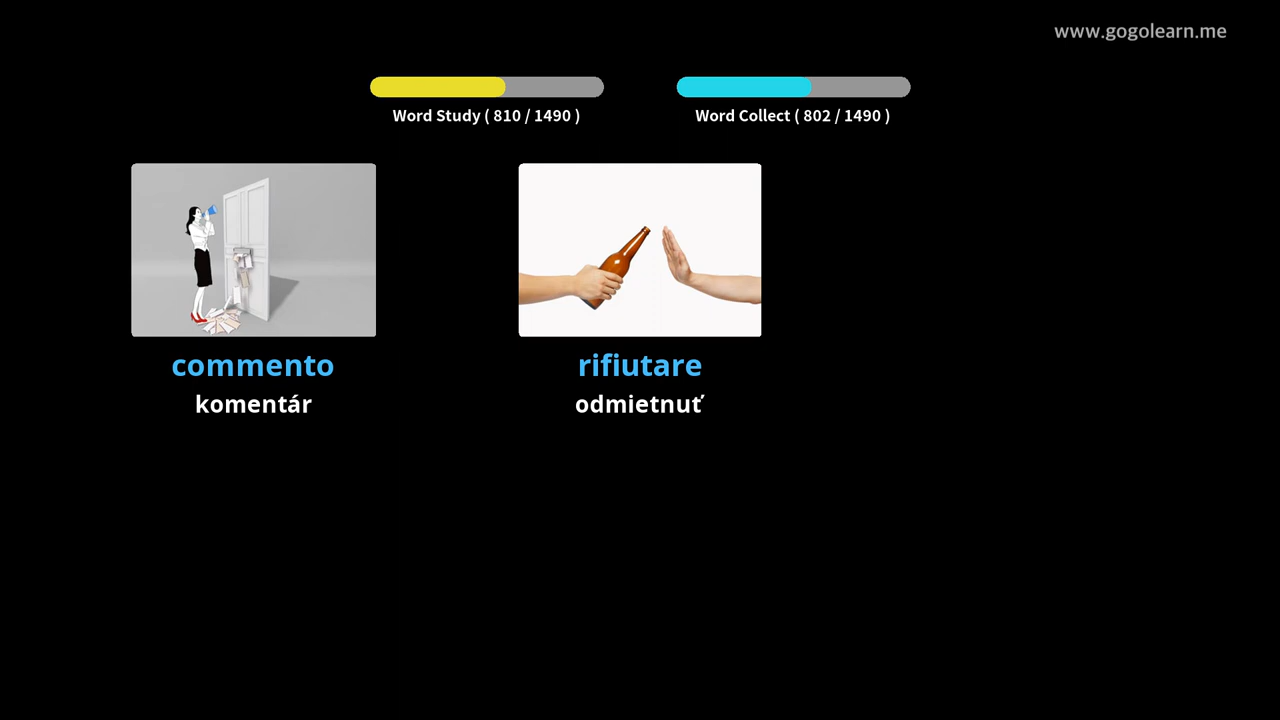 www.gogolearn.me
Word Study ( 810 / 1490 )
Word Collect ( 802 / 1490 )
commento
komentár
rifiutare
odmietnuť